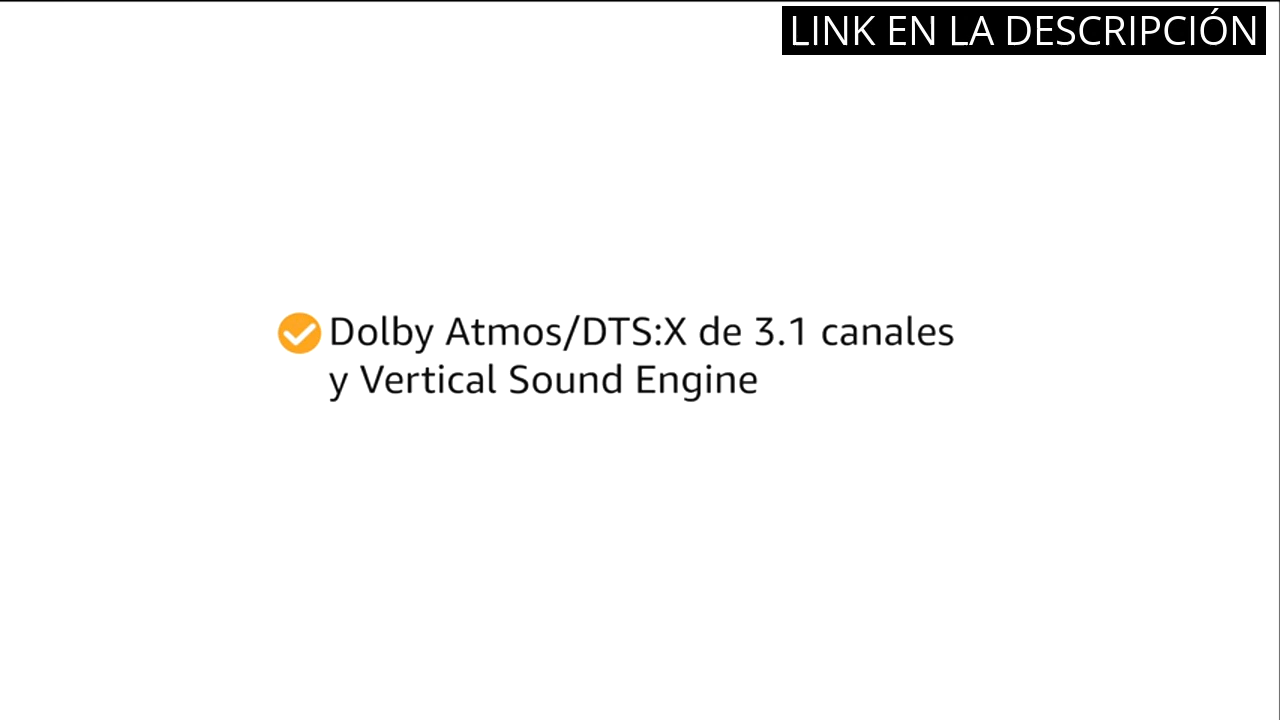 LINK EN LA DESCRIPCIÓN
Dolby Atmos/DTS:X de 3.1 canales
y Vertical Sound Engine